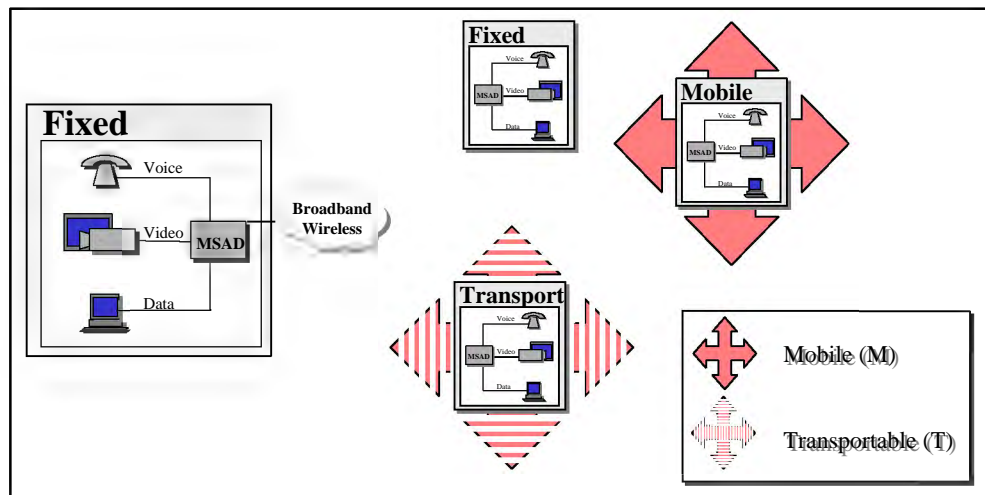 Fixed
Voice
Video
MSAD
Data
Broadband
Wireless
Fixed
Voice
MSAD
Video
Data
Mobile
Voice
MSAD
Video
Data
Transport
Voice
MSAD
Video
Data
Mobile (M)
Transportable (T)